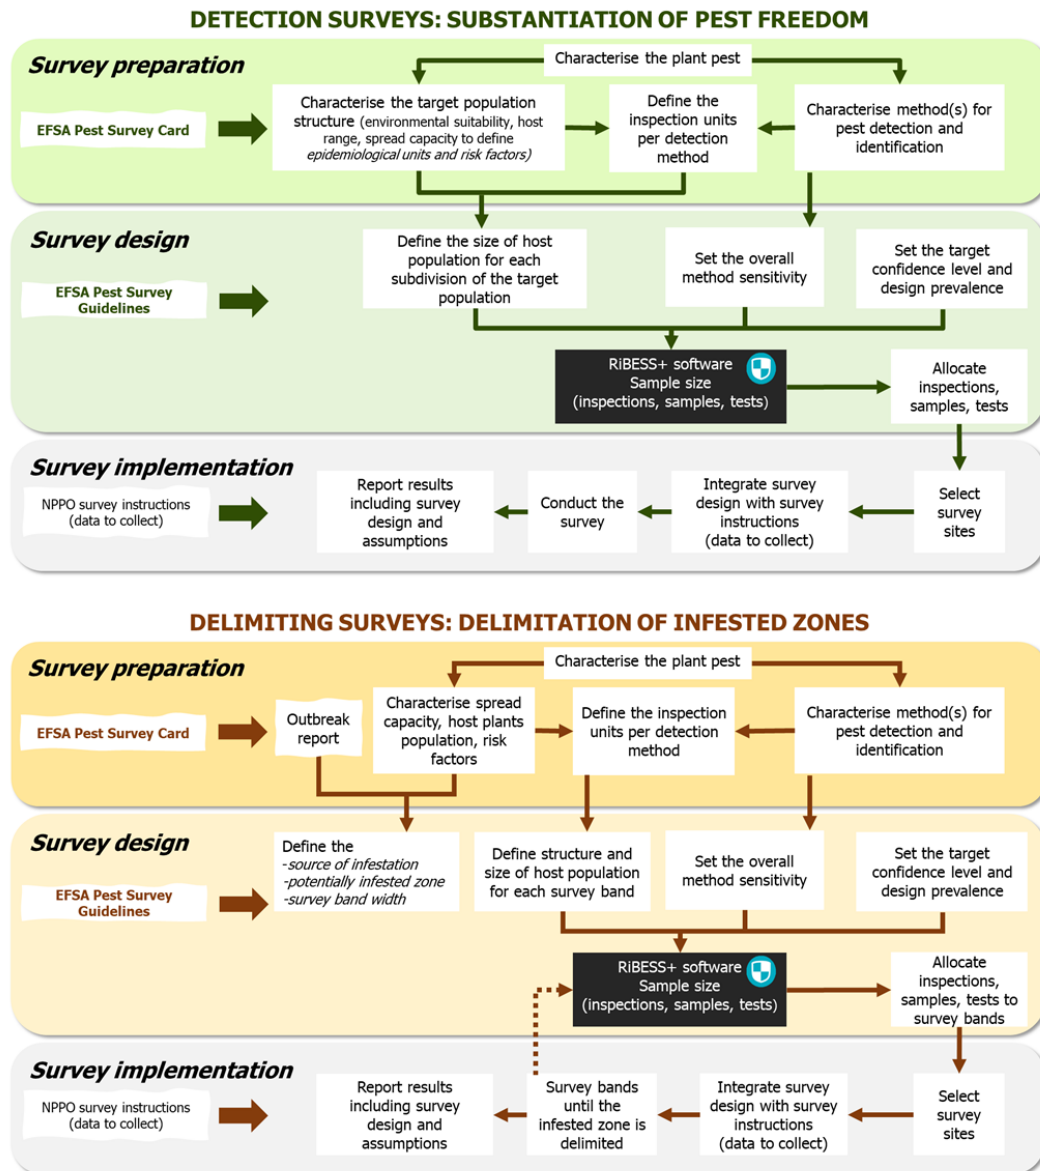 DETECTION SURVEYS: SUBSTANTIATION OF PEST FREEDOM
Survey preparation
Characterise the plant pest
EFSA Pest Survey Card
Characterise the target population
structure (environmental suitability, host
range, spread capacity to define
epidemiological units and risk factors)
Define the
inspection units
per detection
method
Characterise method(s) for
pest detection and
identification
Survey design
EFSA Pest Survey
Guidelines
Define the size of host
population for each
subdivision of the target
population
Set the overall
method sensitivity
Set the target
confidence level and
design prevalence
RiBESS+ software
Sample size
(inspections, samples, tests)
Allocate
inspections,
samples, tests
Survey implementation
NPPO survey instructions
(data to collect)
Report results
including survey
design and
assumptions
Conduct the
survey
Integrate survey
design with survey
instructions
(data to collect)
Select
survey
sites
DELIMITING SURVEYS: DELIMITATION OF INFESTED ZONES
Survey preparation
Characterise the plant pest
EFSA Pest Survey Card
Outbreak
report
Characterise spread
capacity, host plants
population, risk
factors
Define the inspection
units per detection
method
Characterise method(s) for
pest detection and
identification
Survey design
EFSA Pest Survey
Guidelines
Define the
-source of infestation
-potentially infested zone
-survey band width
Define structure and
size of host population
for each survey band
Set the overall
method sensitivity
Set the target
confidence level and
design prevalence
RiBESS+ software
Sample size
(inspections, samples, tests)
Allocate
inspections,
samples, tests to
survey bands
Survey implementation
NPPO survey instructions
(data to collect)
Report results
including survey
design and
assumptions
Survey bands
until the
infested zone is
delimited
Integrate survey
design with survey
instructions
(data to collect)
Select
survey
sites